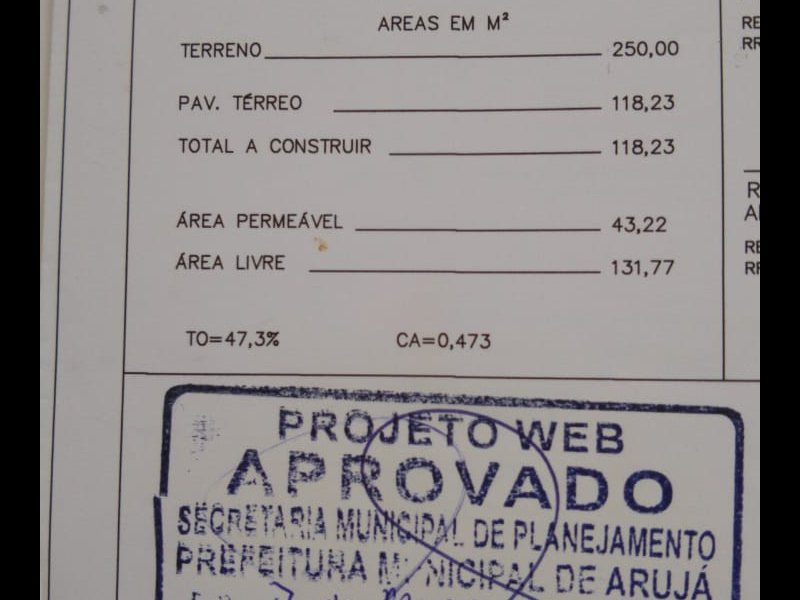 AREAS EM M²
TERRENO 250,00
PAV. TÉRREO 118,23
TOTAL A CONSTRUIR 118,23
ÁREA PERMEÁVEL 43,22
ÁREA LIVRE 131,77
TO=47,3% CA=0,473
PROJETO WEB
APROVADO
SECRETARIA MUNICIPAL DE PLANEJAMENTO
PREFEITURA MUNICIPAL DE ARUJÁ